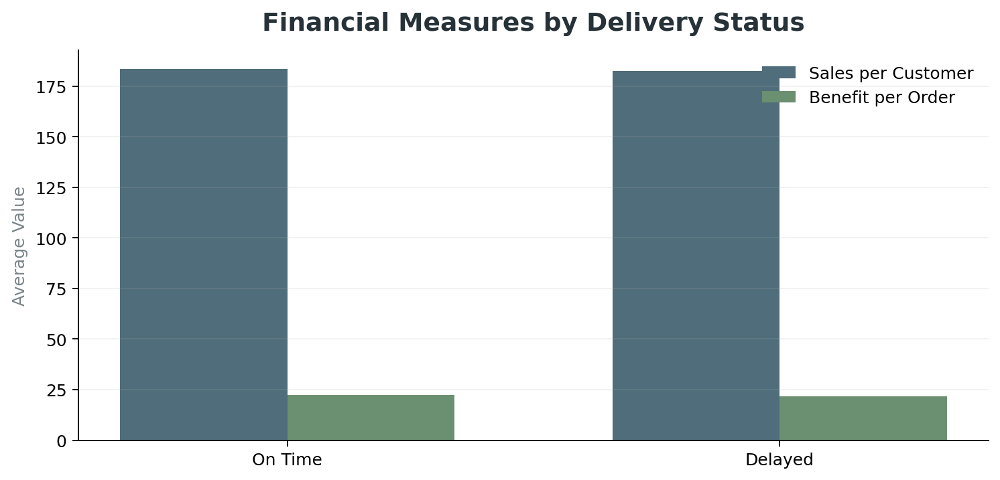 Financial Measures by Delivery Status
Sales per Customer
Benefit per Order
Average Value
175
150
125
100
75
50
25
0
On Time
Delayed